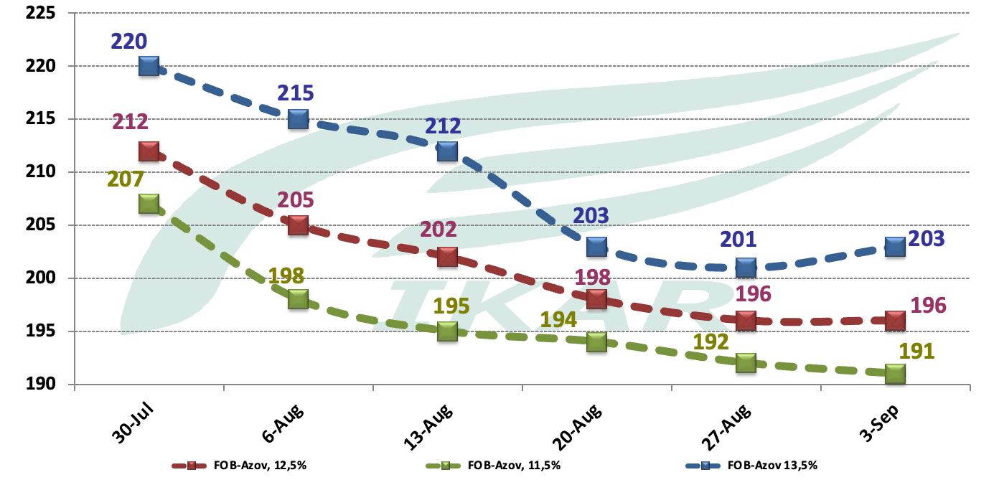 225
220
215
210
205
200
195
190
220
215
212
203
201
203
212
205
202
198
196
196
207
198
195
194
192
191
IKAR
30-Jul
6-Aug
13-Aug
20-Aug
27-Aug
3-Sep
FOB-Azov, 12,5%
FOB-Azov, 11,5%
FOB-Azov 13,5%